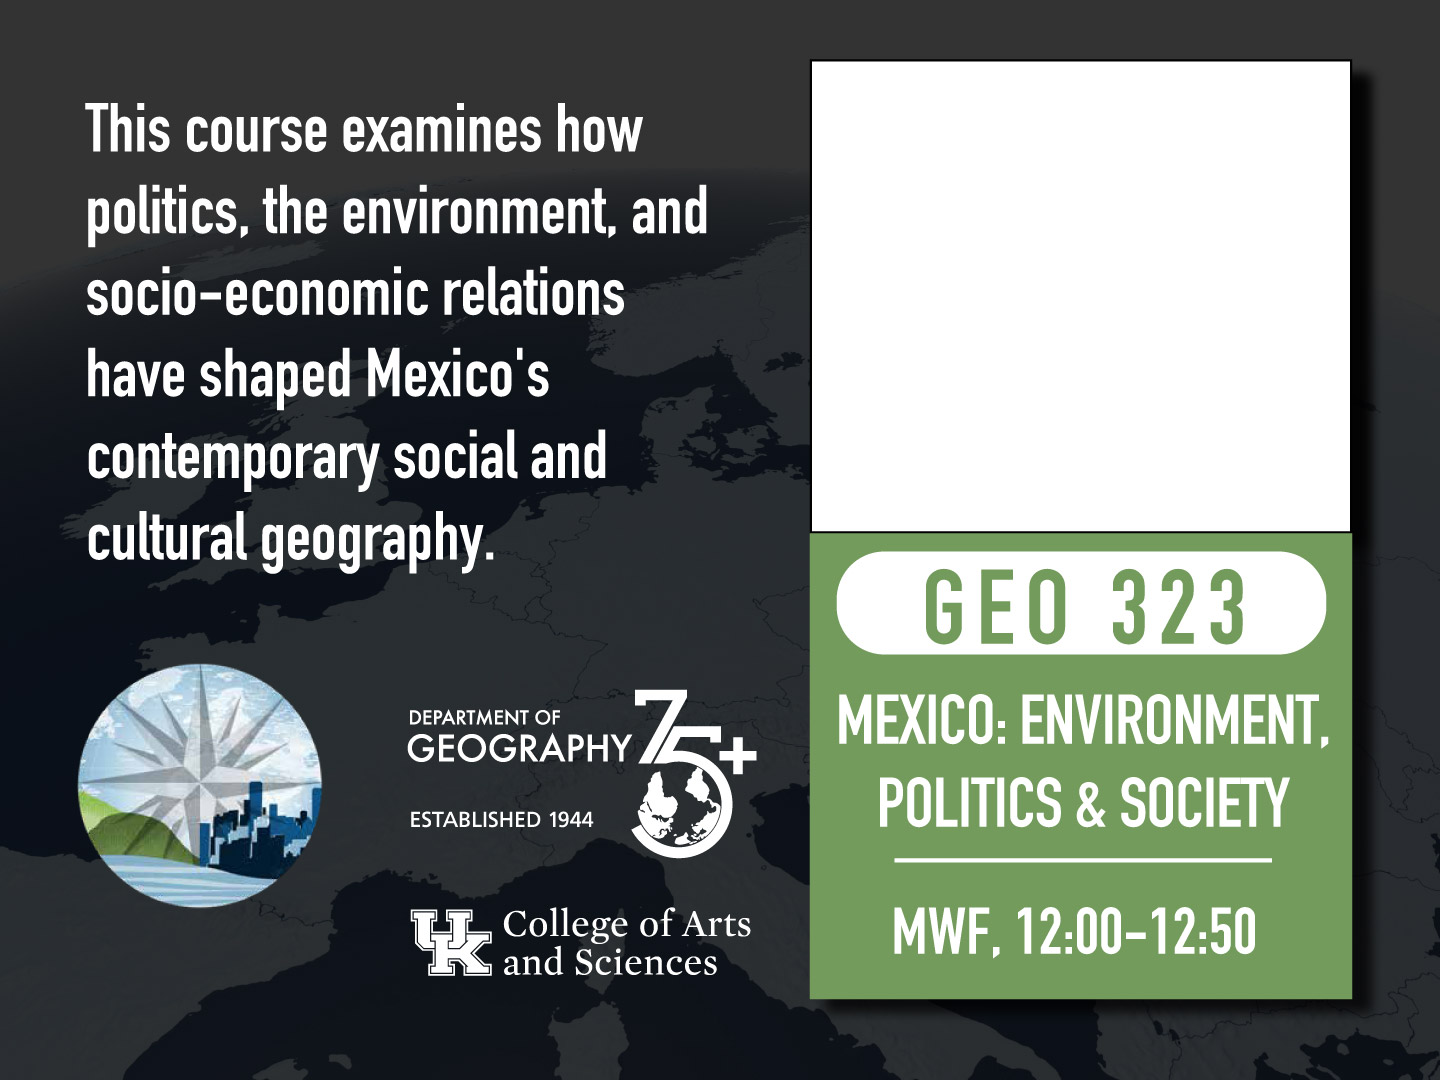 This course examines how
politics, the environment, and
socio-economic relations
have shaped Mexico's
contemporary social and
cultural geography.
DEPARTMENT OF
GEOGRAPHY
75+
ESTABLISHED 1944
UK
College of Arts
and Sciences
GEO 323
MEXICO: ENVIRONMENT,
POLITICS & SOCIETY
MWF, 12:00-12:50